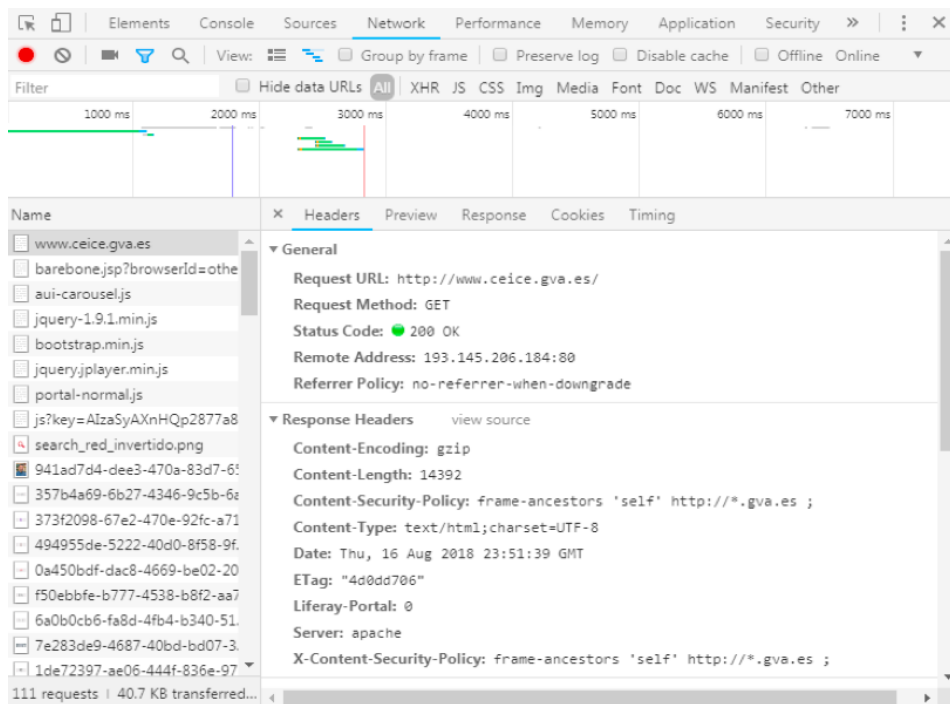 Elements Console Sources Network Performance Memory Application Security
View: Group by frame Preserve log Disable cache Offline Online
Filter Hide data URLs All XHR JS CSS Img Media Font Doc WS Manifest Other
1000 ms 2000 ms 3000 ms 4000 ms 5000 ms 6000 ms 7000 ms
Name
www.ceice.gva.es
barebone.jsp?browserId=othe
aui-carousel.js
jquery-1.9.1.min.js
bootstrap.min.js
jquery.jplayer.min.js
portal-normal.js
js?key=AIzaSyAXnHQp2877a8
search_red_invertido.png
941ad7d4-dee3-470a-83d7-65
357b4a69-6b27-4346-9c5b-6a
373f2098-67e2-470e-92fc-a71
494955de-5222-40d0-8f58-9f.
0a450bdf-dac8-4669-be02-20
f50ebbfe-b777-4538-b8f2-aa7
6a0b0cb6-fa8d-4fb4-b340-51.
7e283de9-4687-40bd-bd07-3.
1de72397-ae06-444f-836e-97
111 requests | 40.7 KB transferred...
Headers Preview Response Cookies Timing
General
Request URL: http://www.ceice.gva.es/
Request Method: GET
Status Code: 200 OK
Remote Address: 193.145.206.184:80
Referrer Policy: no-referrer-when-downgrade
Response Headers view source
Content-Encoding: gzip
Content-Length: 14392
Content-Security-Policy: frame-ancestors 'self' http://*.gva.es ;
Content-Type: text/html;charset=UTF-8
Date: Thu, 16 Aug 2018 23:51:39 GMT
ETag: "4d0dd706"
Liferay-Portal: 0
Server: apache
X-Content-Security-Policy: frame-ancestors 'self' http://*.gva.es ;